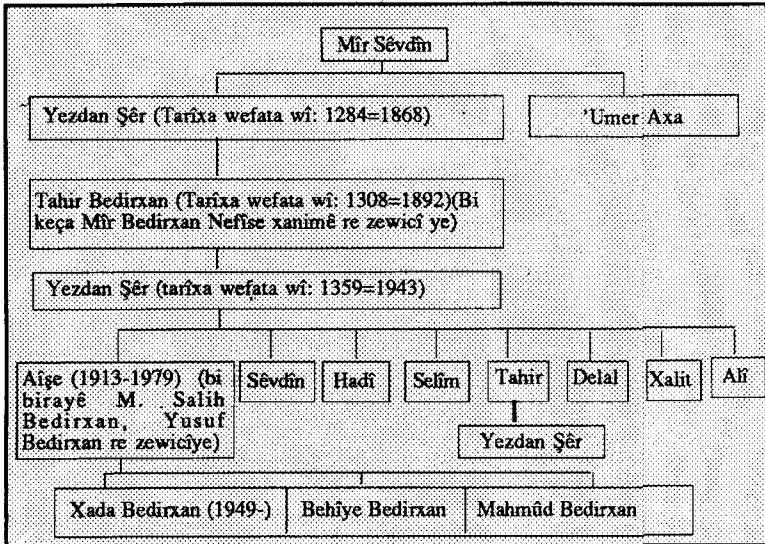 Mîr Sêvdîn
Yezdan Şêr (Tarîxa wefata wî: 1284=1868)
'Umer Axa
Tahir Bedirxan (Tarîxa wefata wî: 1308=1892)(Bi
keça Mîr Bedirxan Nefîse xanimê re zewicî ye)
Yezdan Şêr (tarîxa wefata wî: 1359=1943)
Aîşe (1913-1979) (bi
birayê M. Salih
Bedirxan, Yusuf
Bedirxan re zewicîye)
Sêvdîn
Hadî
Selîm
Tahir
Delal
Xalit
Alî
Yezdan Şêr
Xada Bedirxan (1949-)
Behîye Bedirxan
Mahmûd Bedirxan